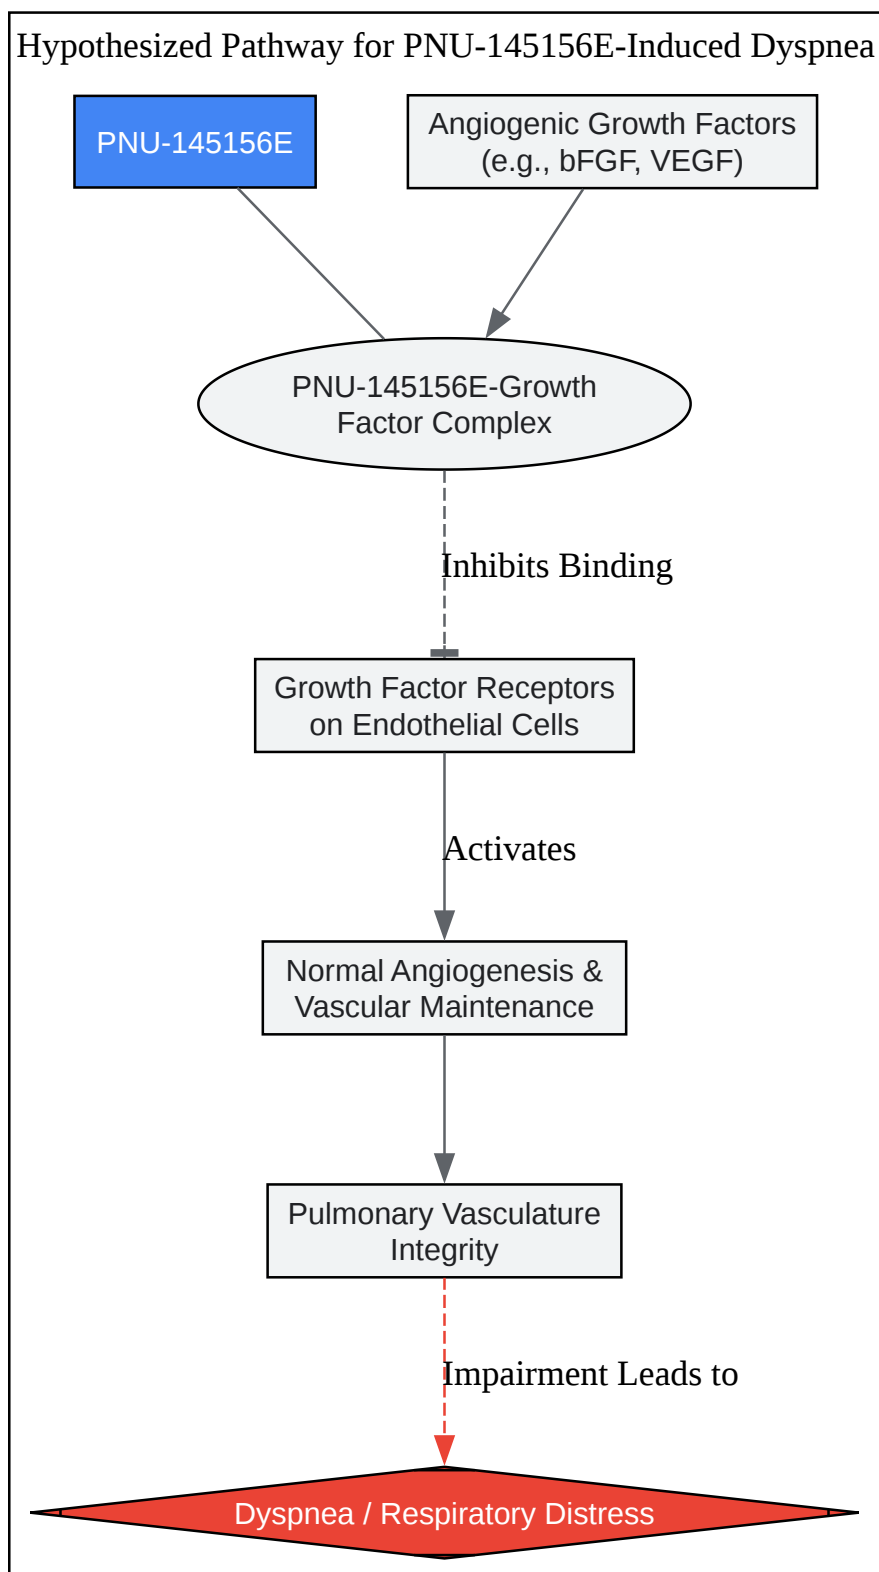 Hypothesized Pathway for PNU-145156E-Induced Dyspnea
PNU-145156E
Angiogenic Growth Factors
(e.g., bFGF, VEGF)
PNU-145156E-Growth
Factor Complex
Inhibits Binding
Growth Factor Receptors
on Endothelial Cells
Activates
Normal Angiogenesis &
Vascular Maintenance
Pulmonary Vasculature
Integrity
Impairment Leads to
Dyspnea / Respiratory Distress